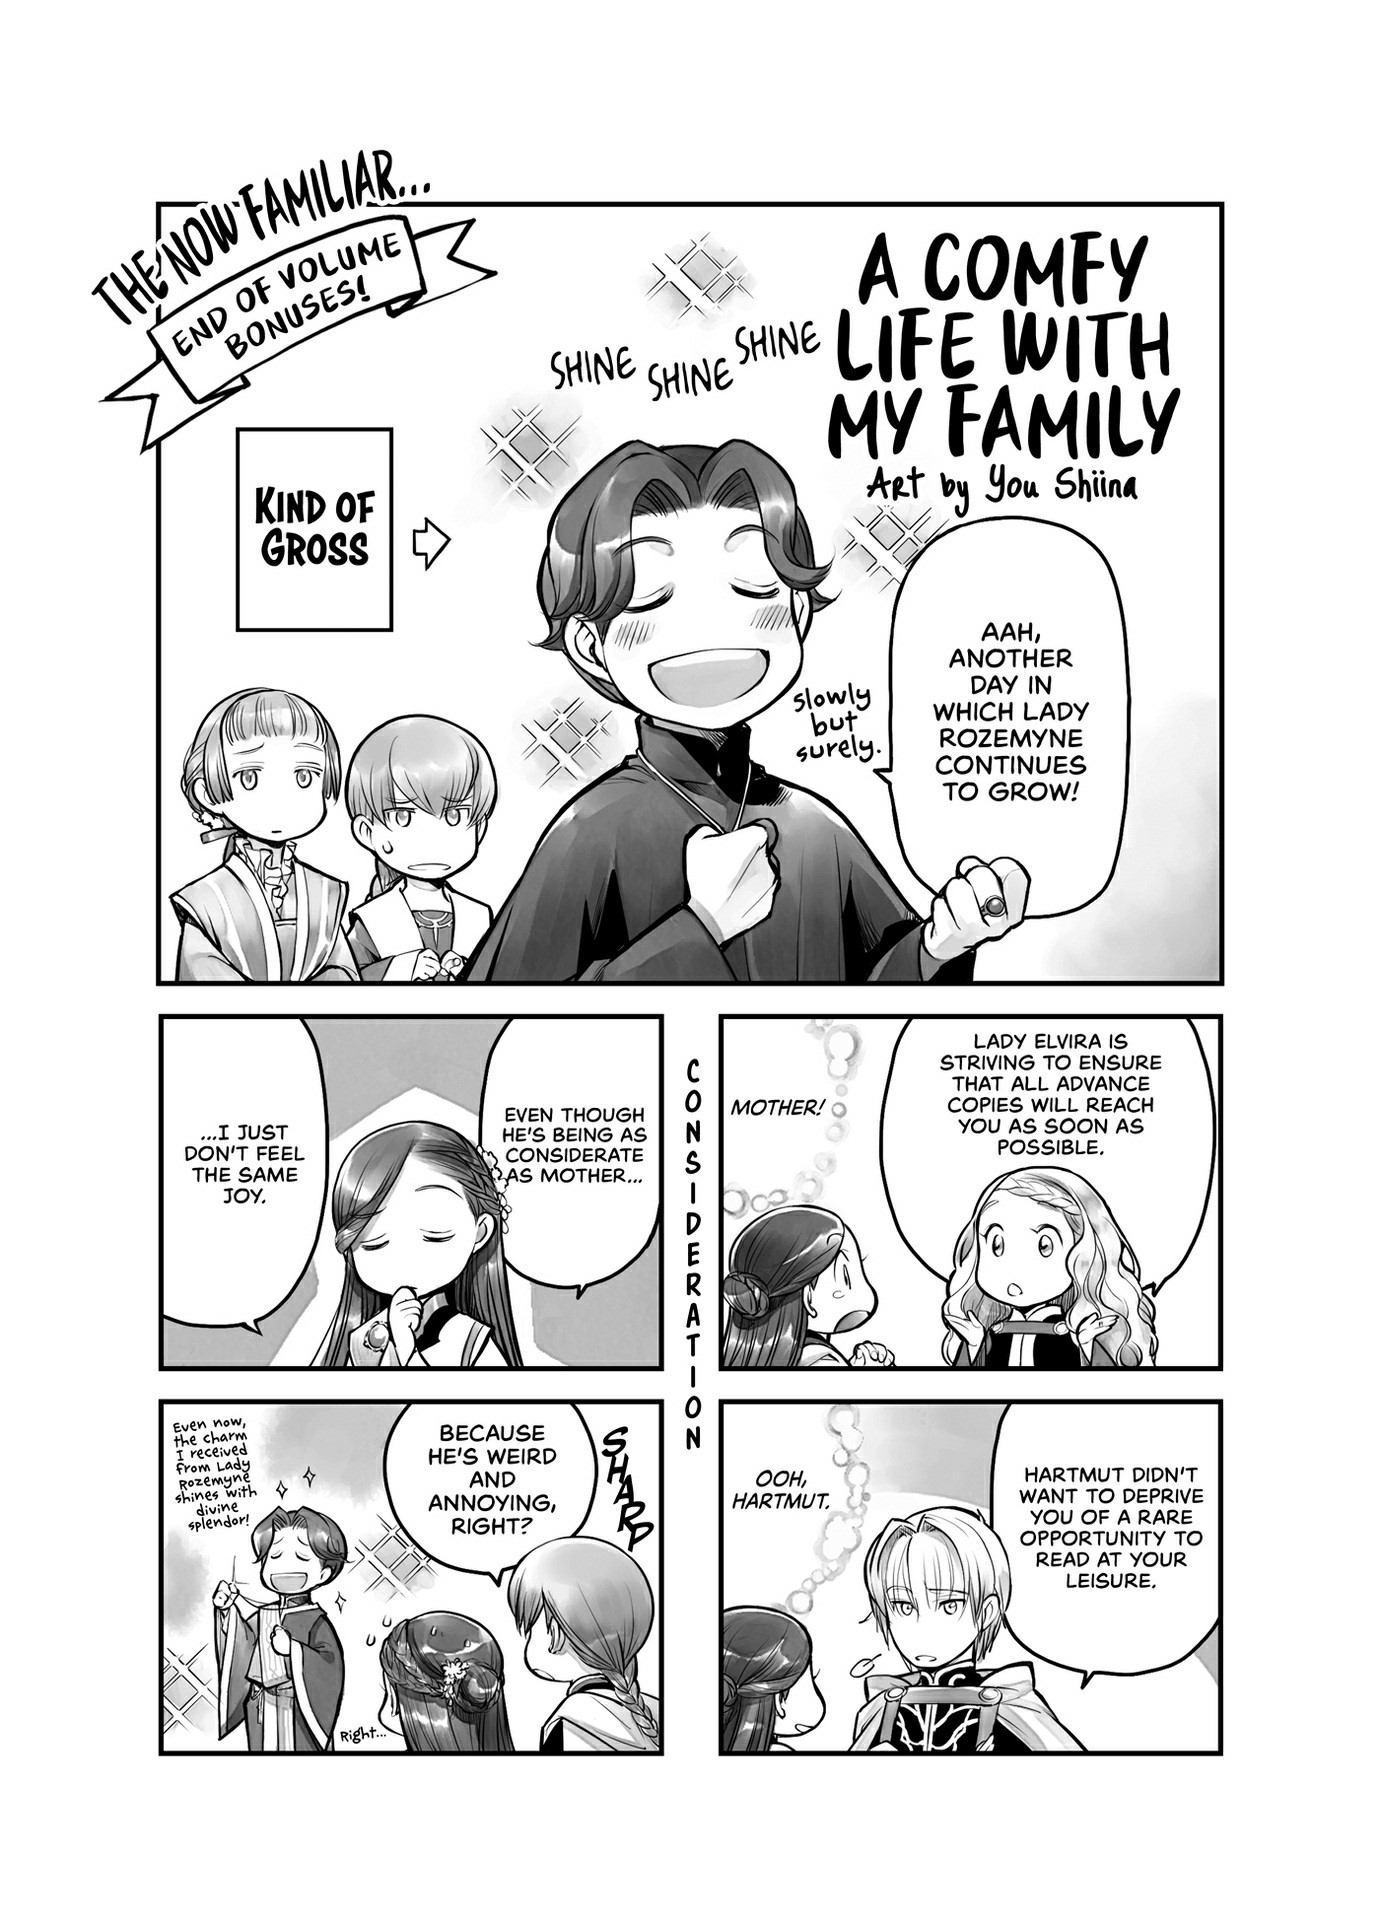 THE NOW FAMILIAR...
END OF VOLUME
BONUSES!
A COMFY
LIFE WITH
MY FAMILY
Art by You Shiina
SHINE
SHINE
SHINE
KIND OF
GROSS
AAH,
ANOTHER
DAY IN
WHICH LADY
ROZEMYNE
CONTINUES
TO GROW!
slowly
but
surely.
CONSIDERATION
LADY ELVIRA IS
STRIVING TO ENSURE
THAT ALL ADVANCE
COPIES WILL REACH
YOU AS SOON AS
POSSIBLE.
MOTHER!
HARTMUT DIDN'T
WANT TO DEPRIVE
YOU OF A RARE
OPPORTUNITY TO
READ AT YOUR
LEISURE.
OOH,
HARTMUT.
EVEN THOUGH
HE'S BEING AS
CONSIDERATE
AS MOTHER...
...I JUST
DON'T FEEL
THE SAME
JOY.
SHARP
BECAUSE
HE'S WEIRD
AND
ANNOYING,
RIGHT?
Even now,
the charm
I received
from Lady
Rozemyne
shines with
divine
splendor!
Right...